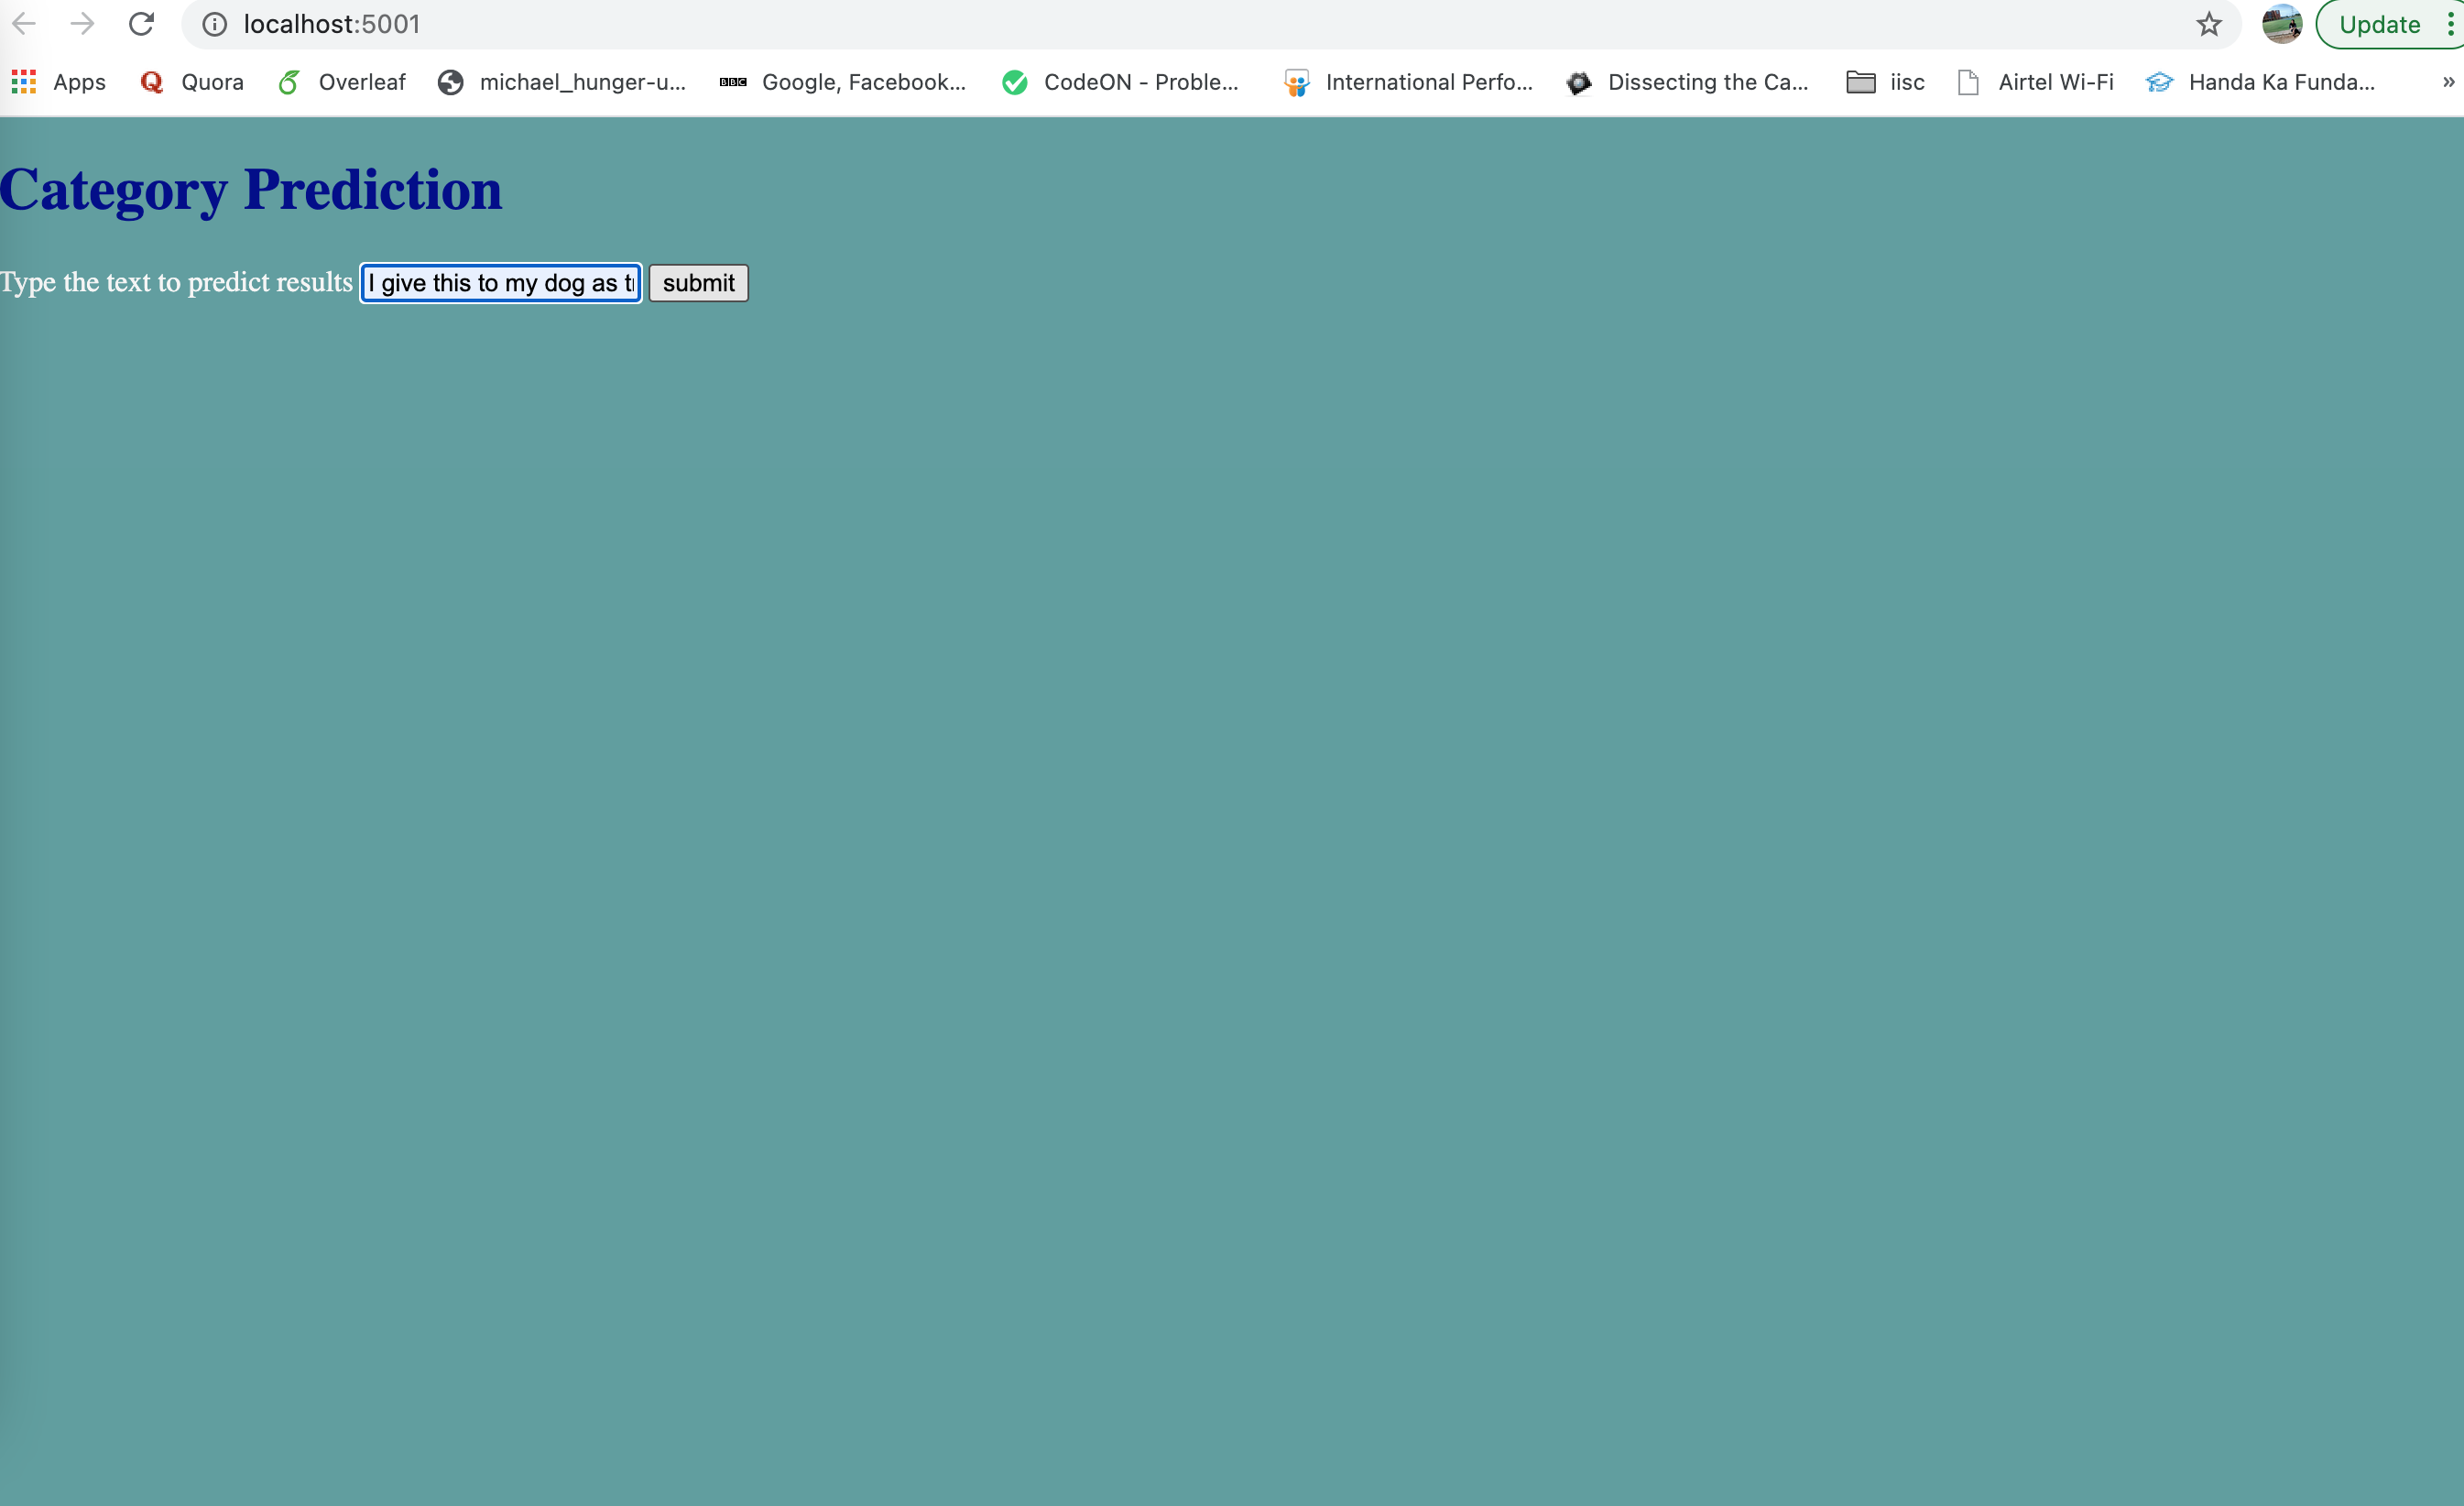 localhost:5001 Update
Apps Quora Overleaf michael_hunger-u... BBC Google, Facebook... CodeON - Proble... International Perfo... Dissecting the Ca... iisc Airtel Wi-Fi Handa Ka Funda... »
Category Prediction
Type the text to predict results I give this to my dog as submit